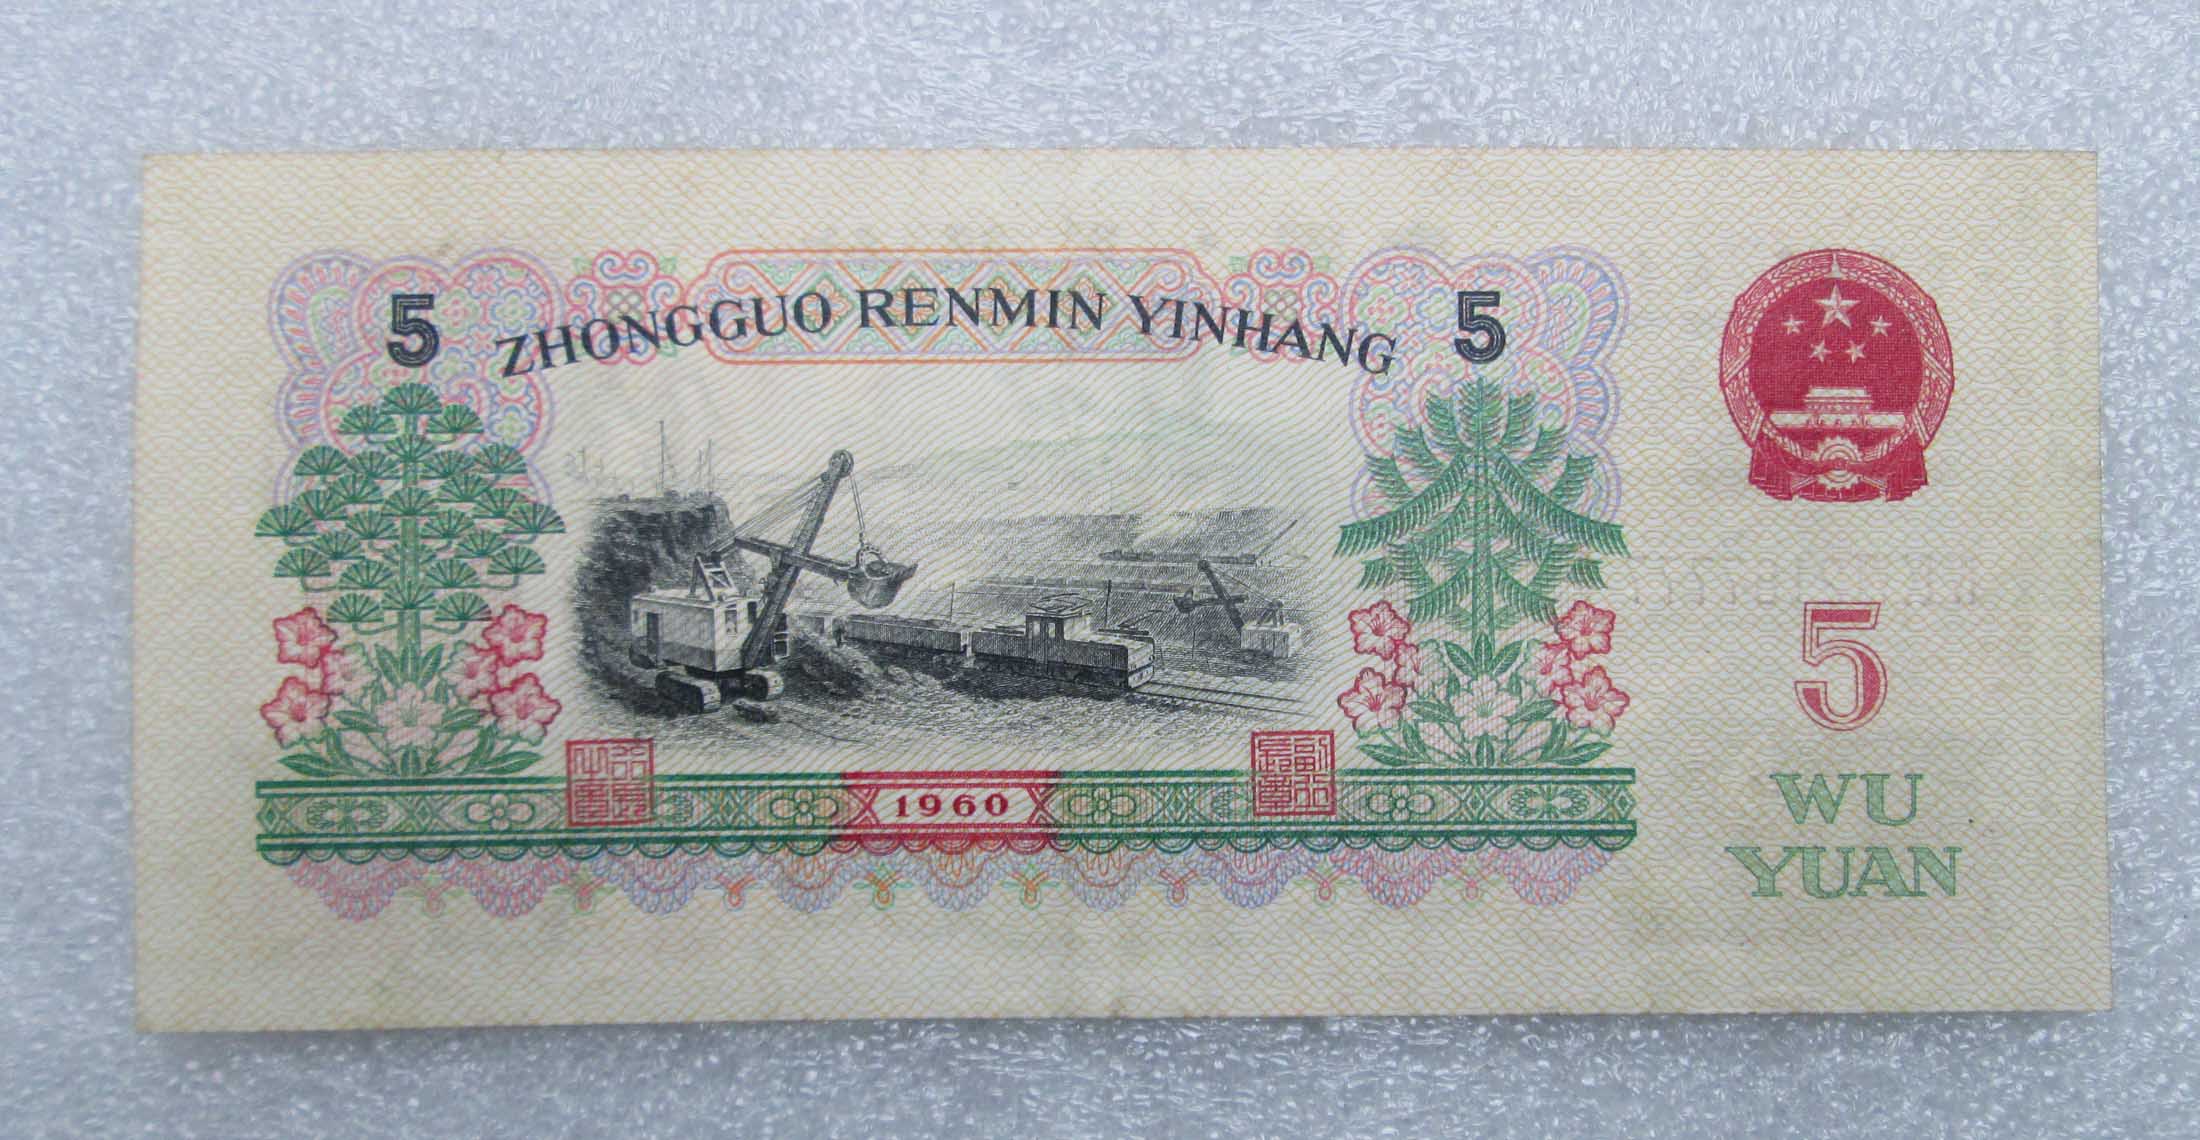 5 ZHONGGUO RENMIN YINHANG 5
5
WU
YUAN
1960